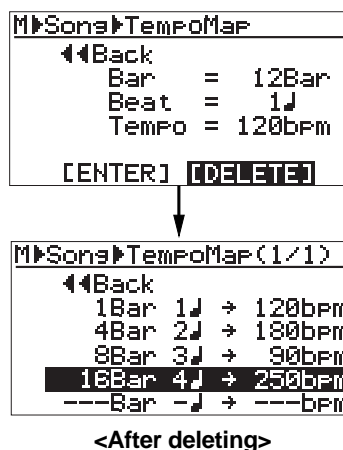 M▶Song▶TempoMap
◀◀Back
Bar = 12Bar
Beat = 1♩
Tempo = 120bpm
[ENTER] [DELETE]
M▶Song▶TempoMap(1/1)
◀◀Back
1Bar 1♩ → 120bpm
4Bar 2♩ → 180bpm
8Bar 3♩ → 90bpm
16Bar 4♩ → 250bpm
---Bar -♩ → ---bpm
<After deleting>